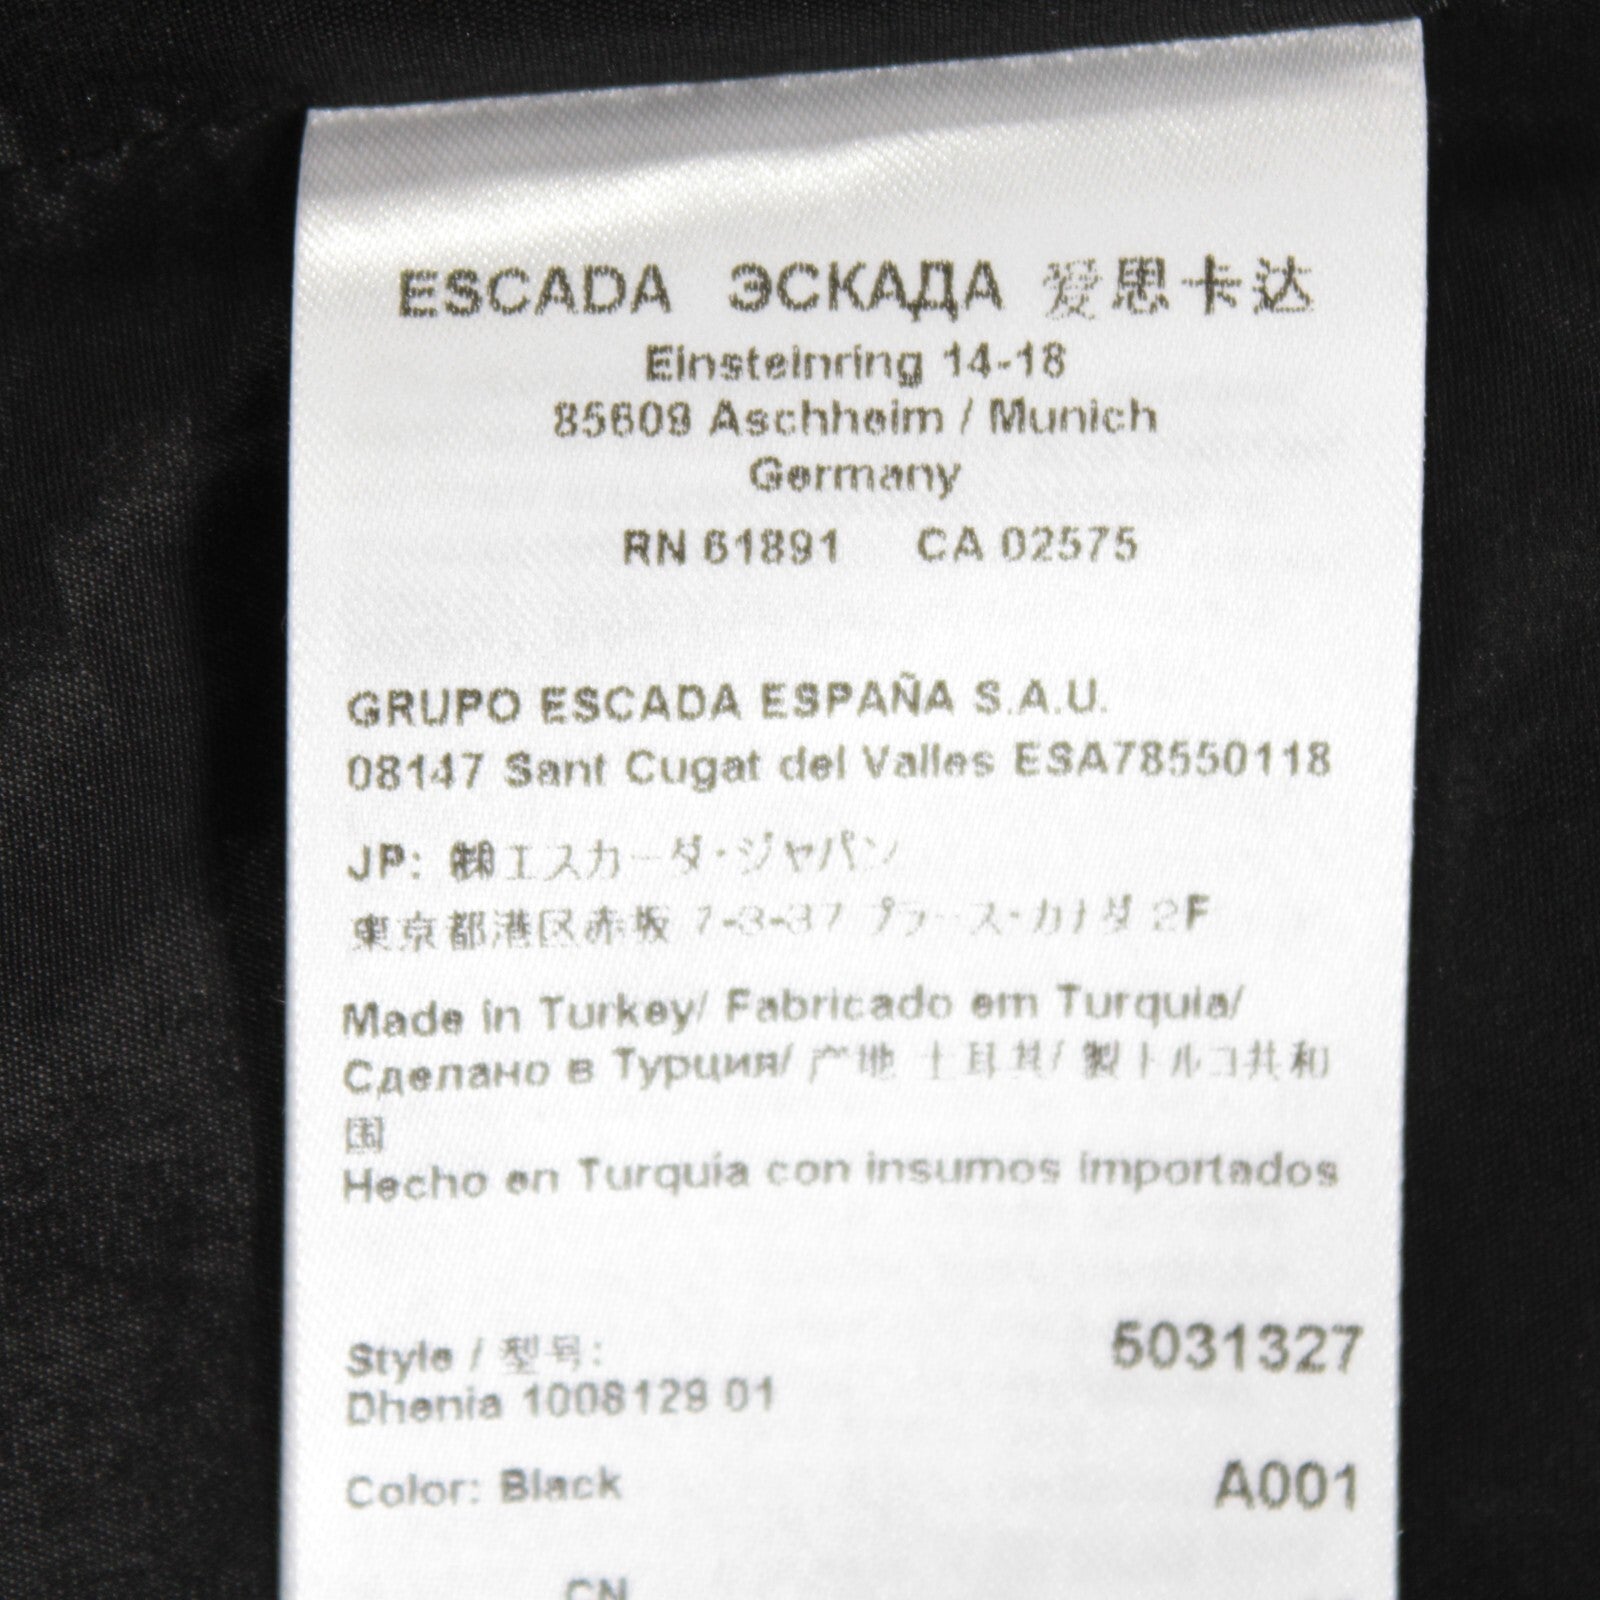 ESCADA ЭСКАДА 爱思卡达
Einsteinring 14-18
85609 Aschheim / Munich
Germany
RN 61891 CA 02575
GRUPO ESCADA ESPAÑA S.A.U.
08147 Sant Cugat del Valles ESA78550118
JP: ㈱エスカーダ・ジャパン
東京都港区赤坂 7-3-37 プラース・カナダ 2F
Made in Turkey/ Fabricado em Turquia/
Сделано в Турции/ 产地 土耳其/ 製トルコ共和
国
Hecho en Turquia con insumos importados
Style / 型号: 5031327
Dhenia 1008129 01
Color: Black A001
CN